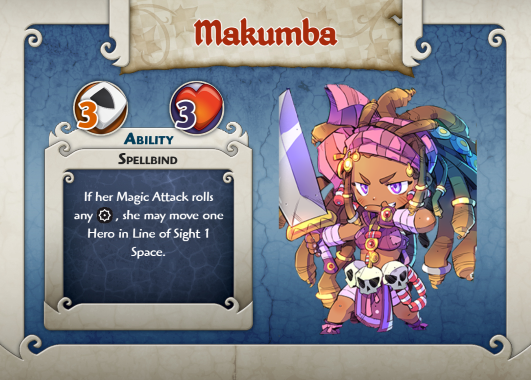 Makumba
3 3
Ability
Spellbind
If her Magic Attack rolls
any , she may move one
Hero in Line of Sight 1
Space.